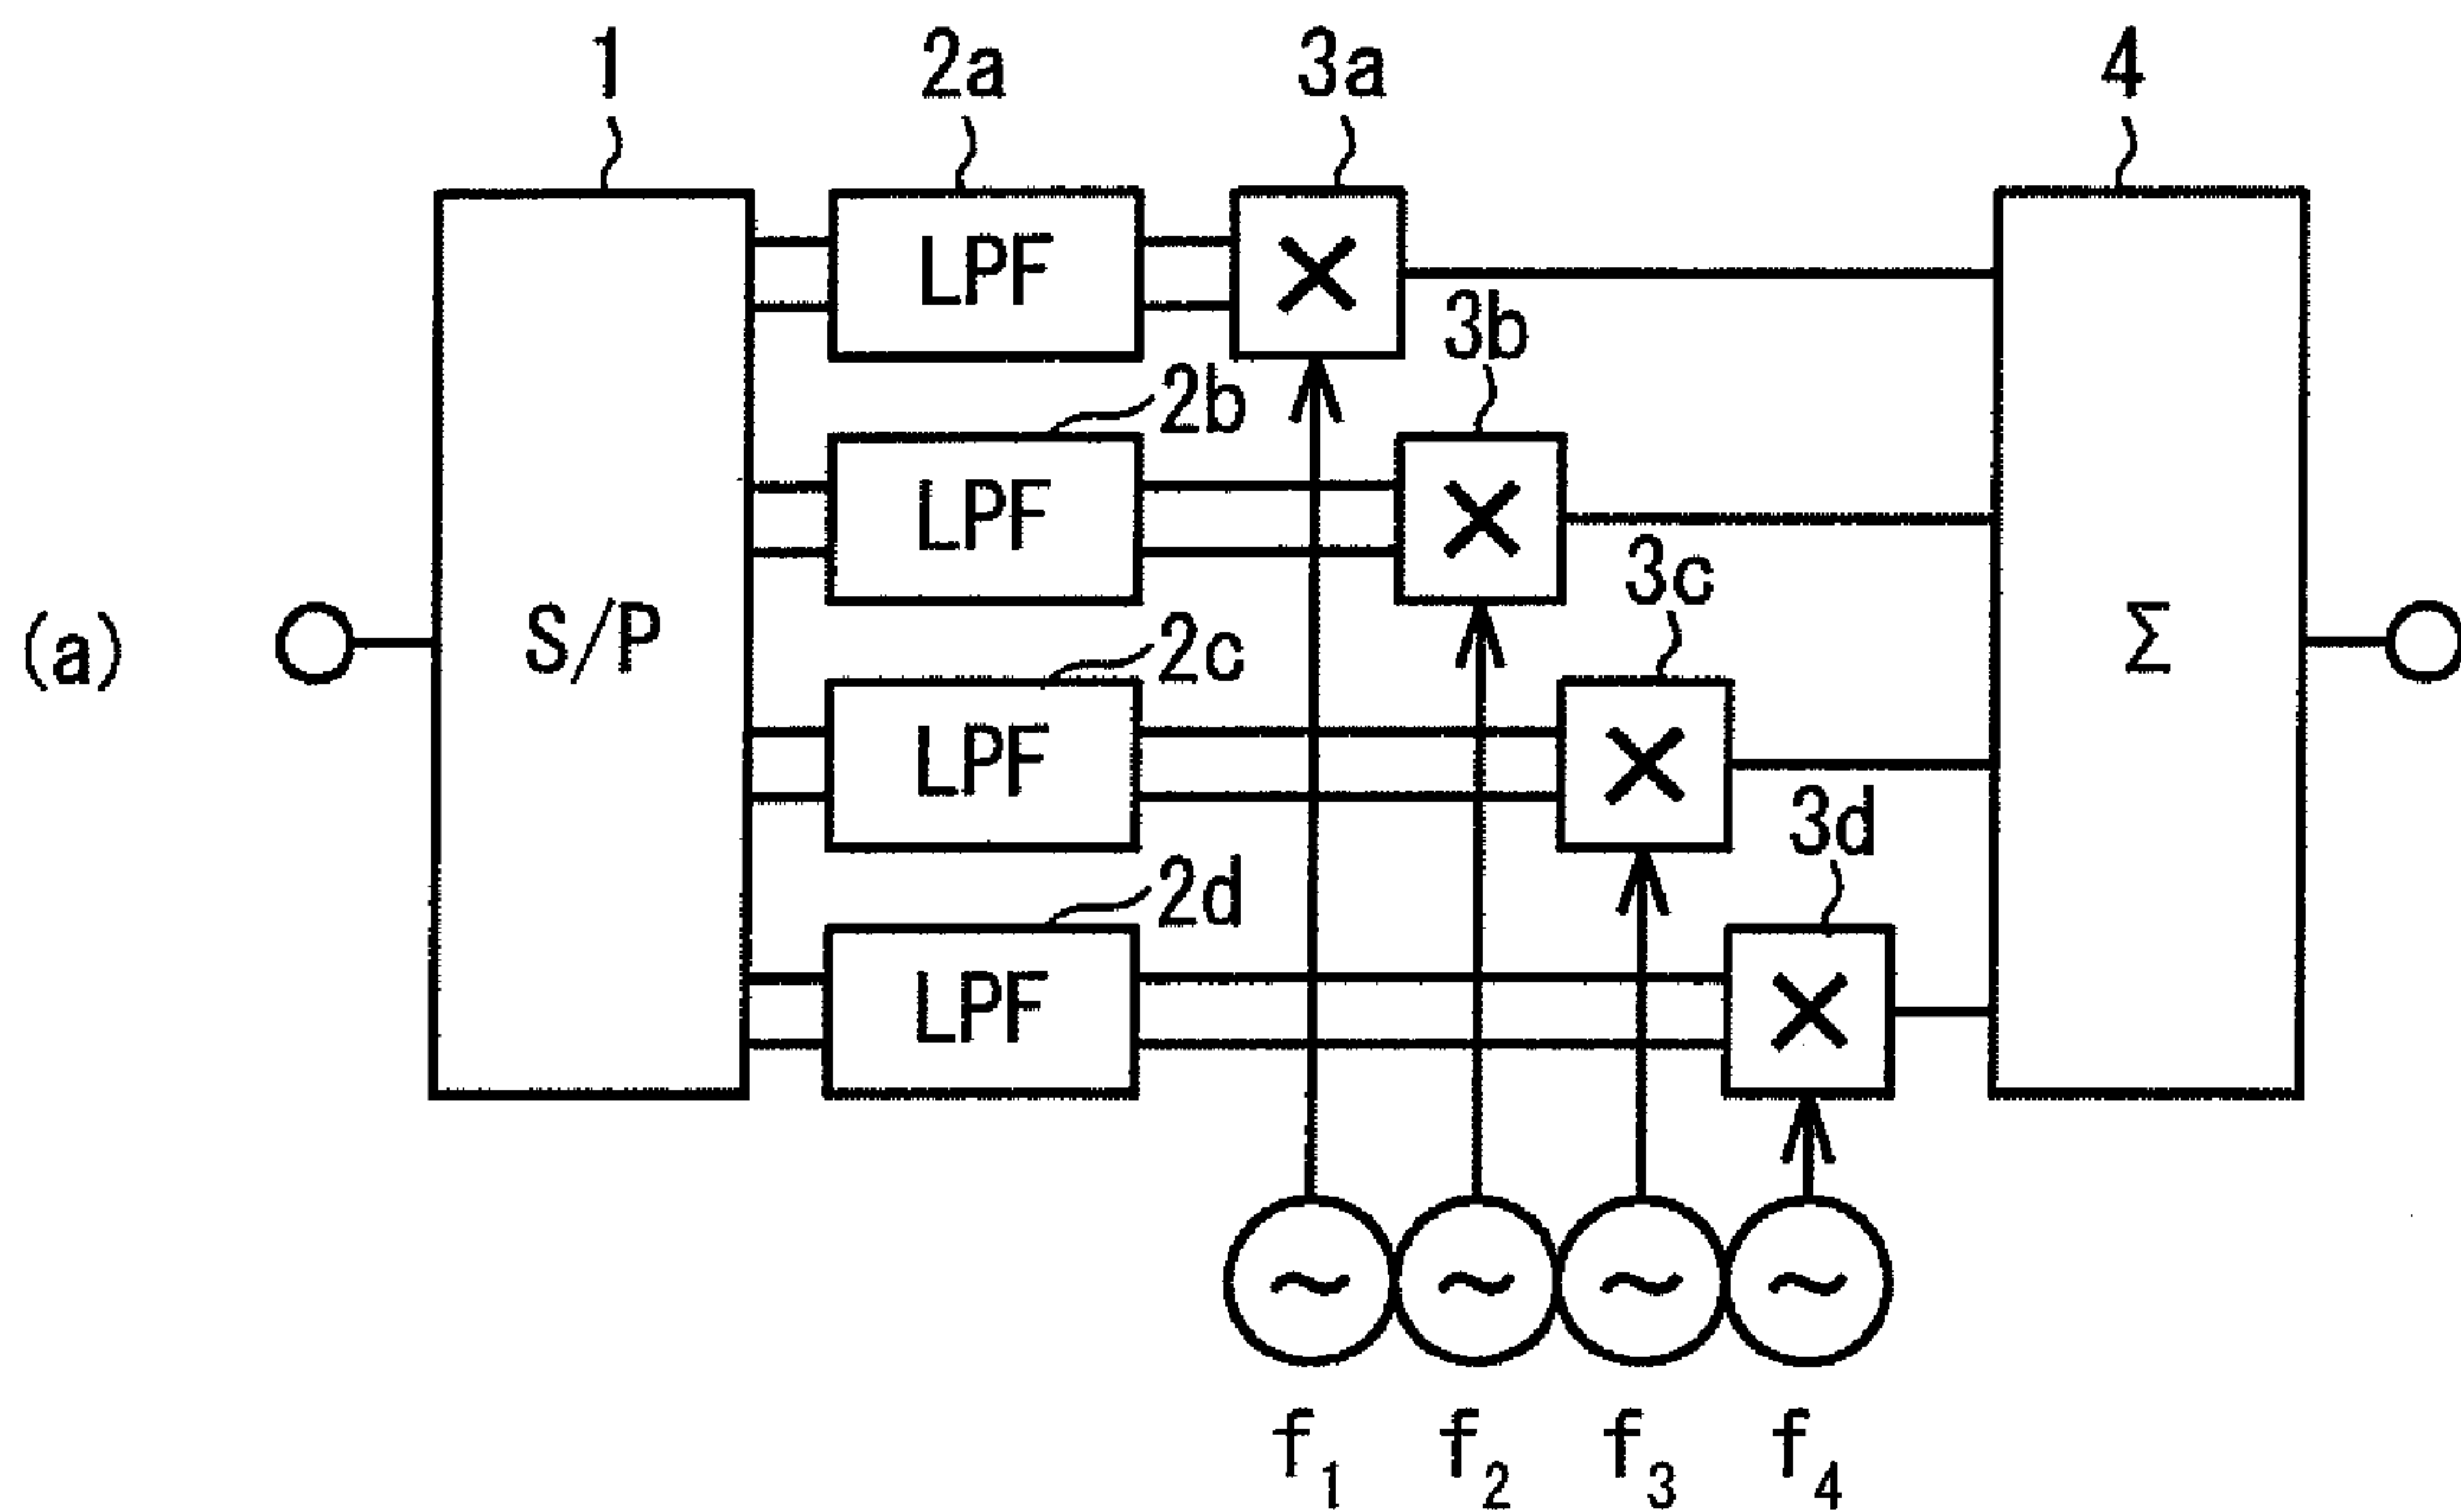 1 2a 3a 4
LPF ×
3b
2b
LPF ×
3c
(a) S/P Σ
2c
LPF ×
3d
2d
LPF ×
~ ~ ~ ~
f₁ f₂ f₃ f₄